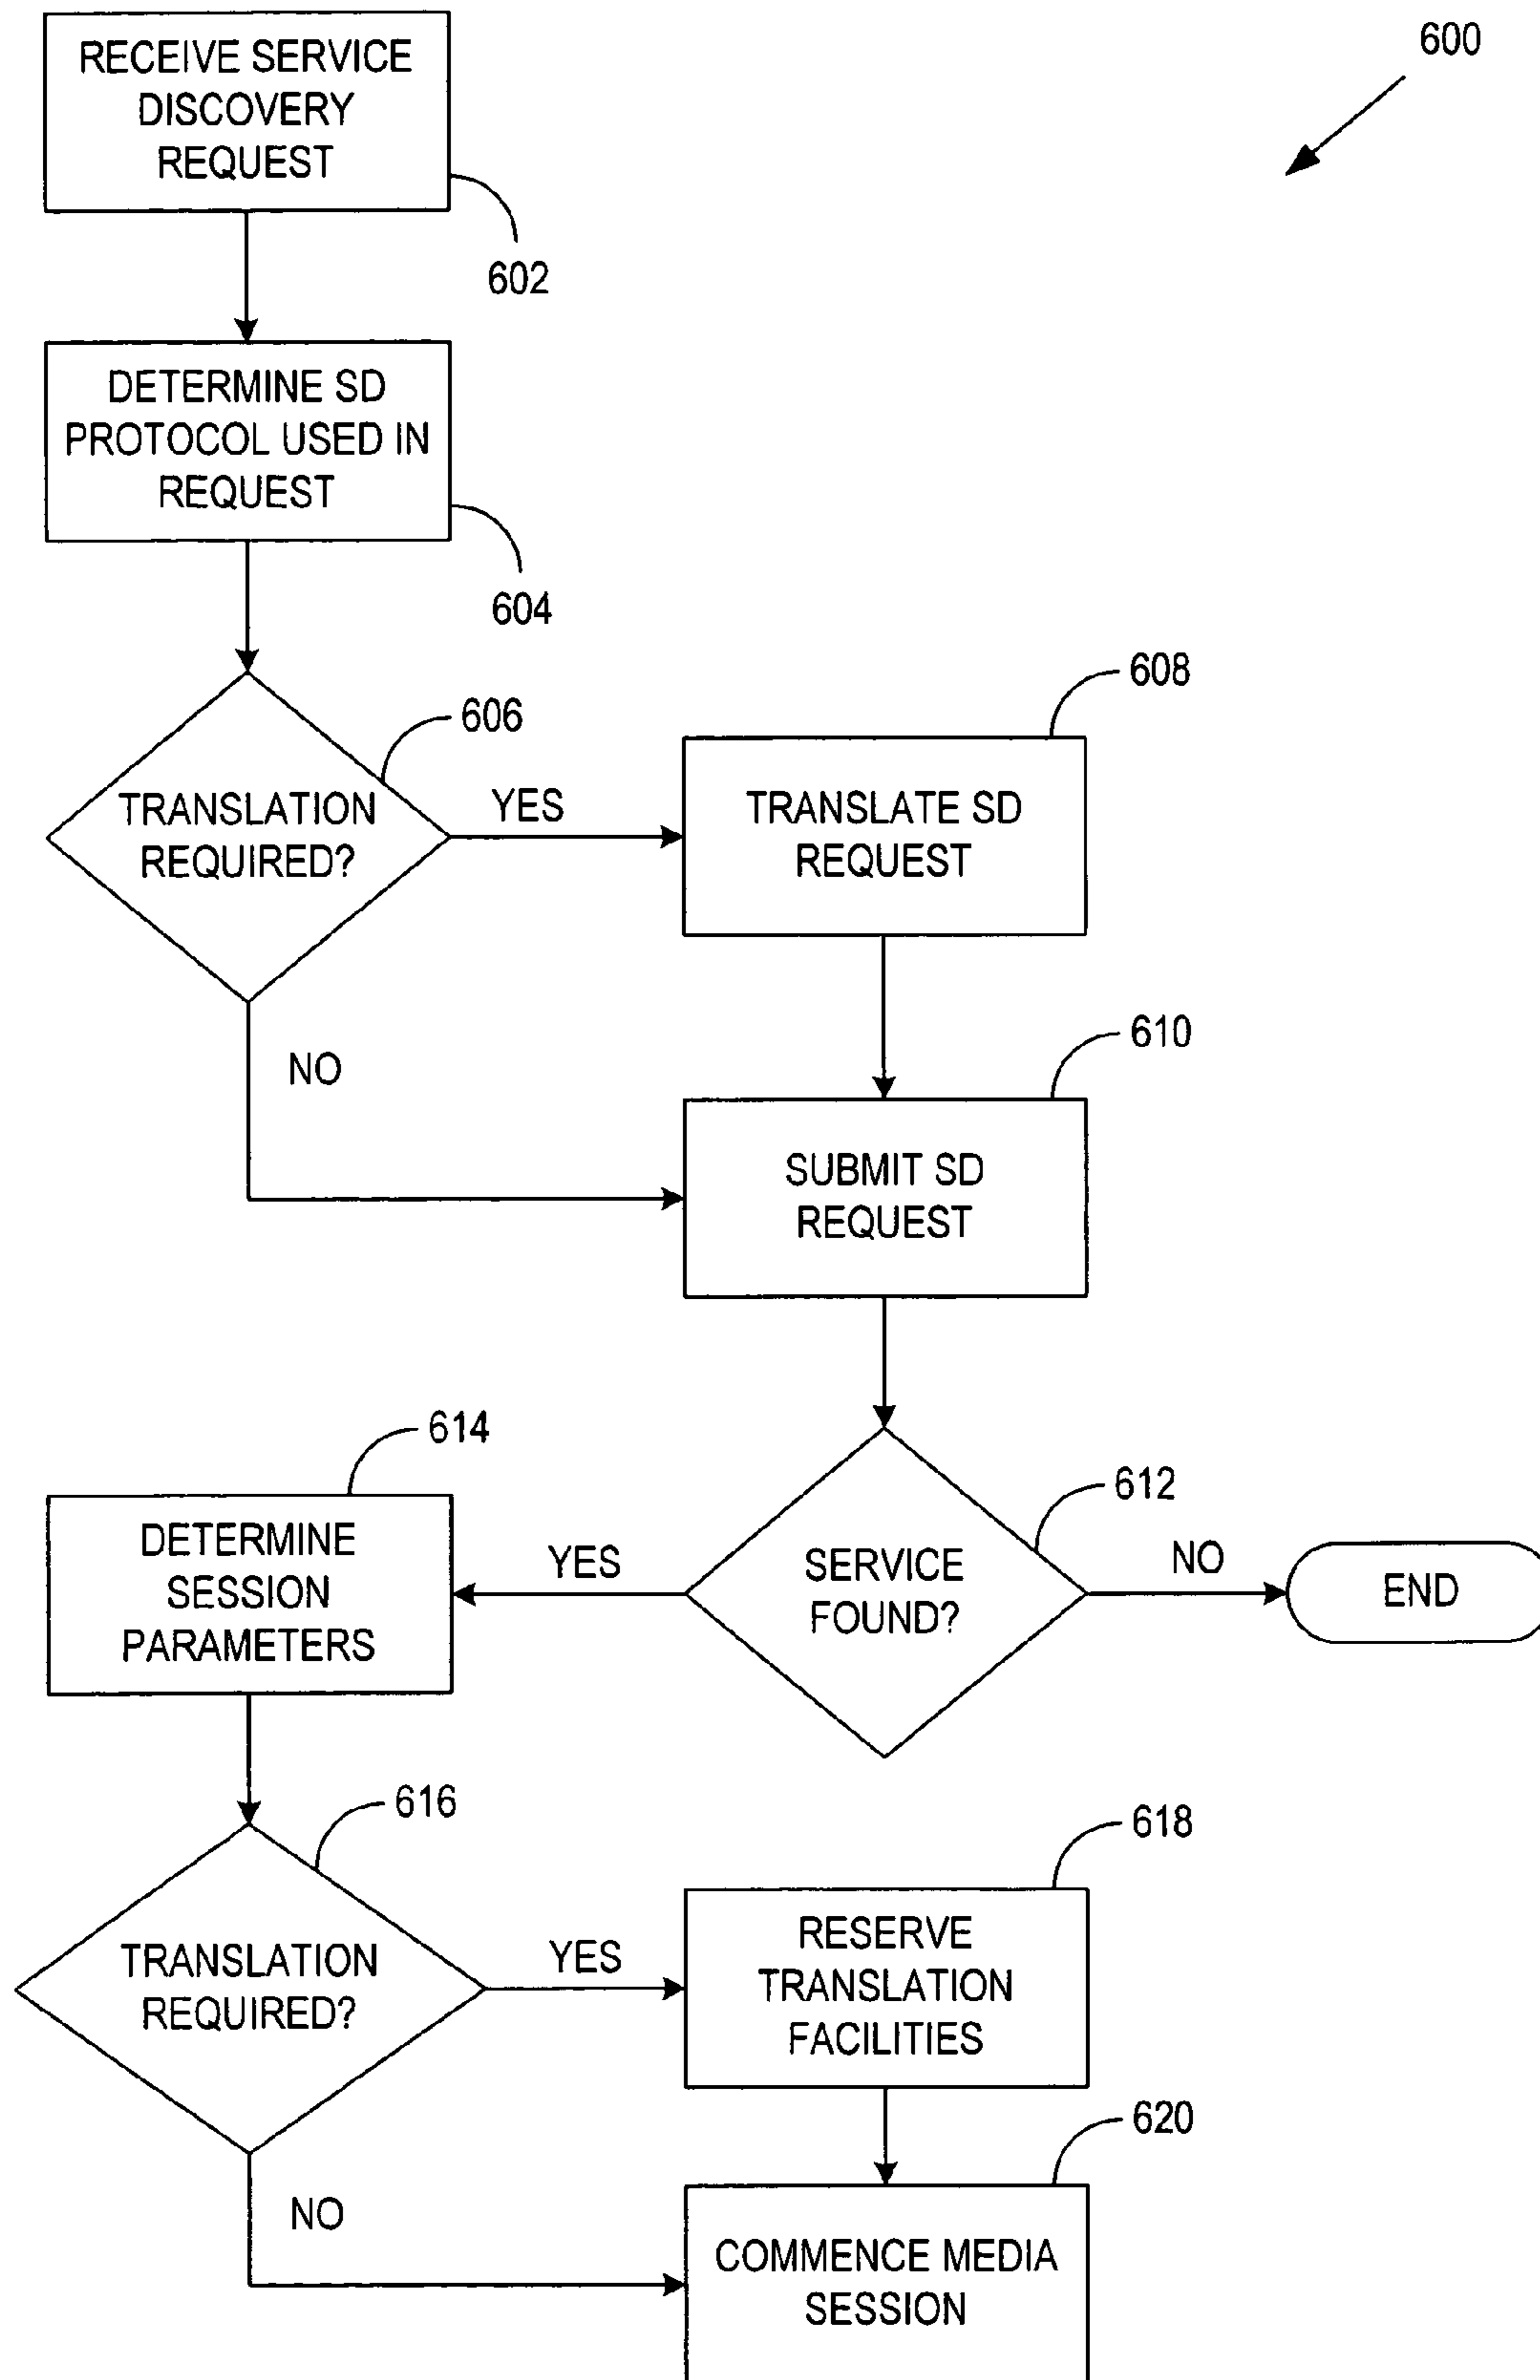 600
RECEIVE SERVICE
DISCOVERY
REQUEST
602
DETERMINE SD
PROTOCOL USED IN
REQUEST
604
606
TRANSLATION
REQUIRED?
YES
NO
608
TRANSLATE SD
REQUEST
610
SUBMIT SD
REQUEST
612
SERVICE
FOUND?
NO
END
YES
614
DETERMINE
SESSION
PARAMETERS
616
TRANSLATION
REQUIRED?
YES
NO
618
RESERVE
TRANSLATION
FACILITIES
620
COMMENCE MEDIA
SESSION